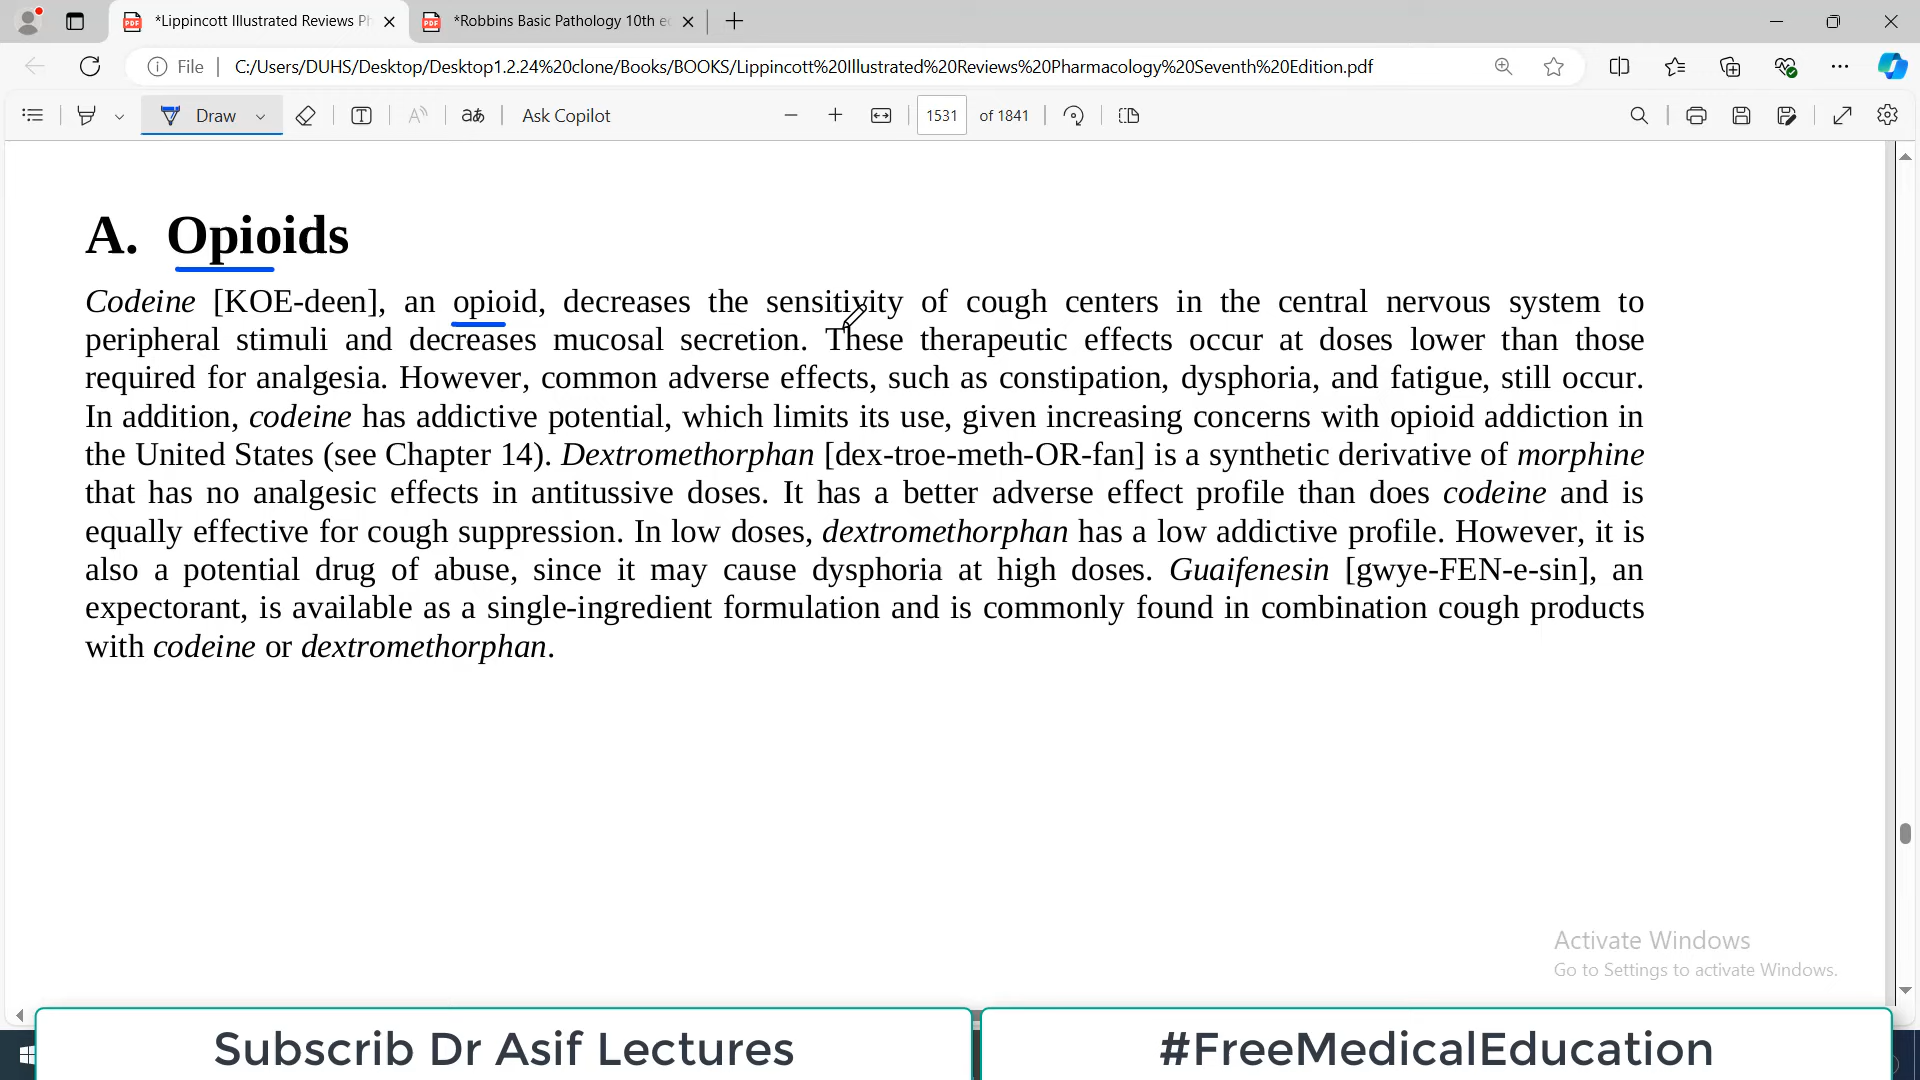 *Lippincott Illustrated Reviews Ph
*Robbins Basic Pathology 10th e
File
C:/Users/DUHS/Desktop/Desktop1.2.24%20clone/Books/BOOKS/Lippincott%20Illustrated%20Reviews%20Pharmacology%20Seventh%20Edition.pdf
Draw
aあ
Ask Copilot
1531 of 1841
A. Opioids
Codeine [KOE-deen], an opioid, decreases the sensitivity of cough centers in the central nervous system to
peripheral stimuli and decreases mucosal secretion. These therapeutic effects occur at doses lower than those
required for analgesia. However, common adverse effects, such as constipation, dysphoria, and fatigue, still occur.
In addition, codeine has addictive potential, which limits its use, given increasing concerns with opioid addiction in
the United States (see Chapter 14). Dextromethorphan [dex-troe-meth-OR-fan] is a synthetic derivative of morphine
that has no analgesic effects in antitussive doses. It has a better adverse effect profile than does codeine and is
equally effective for cough suppression. In low doses, dextromethorphan has a low addictive profile. However, it is
also a potential drug of abuse, since it may cause dysphoria at high doses. Guaifenesin [gwye-FEN-e-sin], an
expectorant, is available as a single-ingredient formulation and is commonly found in combination cough products
with codeine or dextromethorphan.
Activate Windows
Go to Settings to activate Windows.
Subscrib Dr Asif Lectures
#FreeMedicalEducation